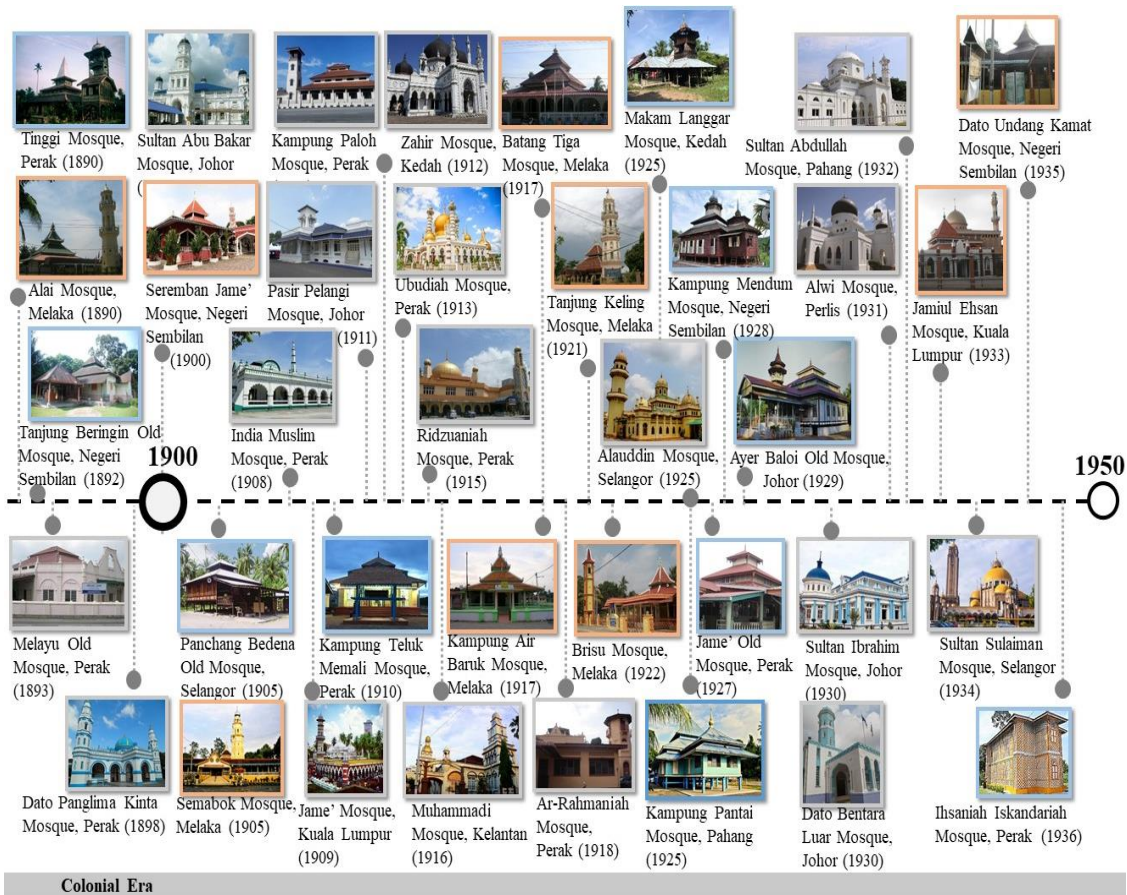 Tinggi Mosque,
Perak (1890)
Sultan Abu Bakar
Mosque, Johor
(
Kampung Paloh
Mosque, Perak
Zahir Mosque,
Kedah (1912)
Batang Tiga
Mosque, Melaka
(1917)
Makam Langgar
Mosque, Kedah
(1925)
Sultan Abdullah
Mosque, Pahang (1932)
Dato Undang Kamat
Mosque, Negeri
Sembilan (1935)
Alai Mosque,
Melaka (1890)
Seremban Jame’
Mosque, Negeri
Sembilan
(1900)
Pasir Pelangi
Mosque, Johor
(1911)
Ubudiah Mosque,
Perak (1913)
Tanjung Keling
Mosque, Melaka
(1921)
Kampung Mendum
Mosque, Negeri
Sembilan (1928)
Alwi Mosque,
Perlis (1931)
Jamiul Ehsan
Mosque, Kuala
Lumpur (1933)
Tanjung Beringin Old
Mosque, Negeri
Sembilan (1892)
India Muslim
Mosque, Perak
(1908)
Ridzuaniah
Mosque, Perak
(1915)
Alauddin Mosque,
Selangor (1925)
Ayer Baloi Old Mosque,
Johor (1929)
1900
1950
Melayu Old
Mosque, Perak
(1893)
Panchang Bedena
Old Mosque,
Selangor (1905)
Kampung Teluk
Memali Mosque,
Perak (1910)
Kampung Air
Baruk Mosque,
Melaka (1917)
Brisu Mosque,
Melaka (1922)
Jame’ Old
Mosque, Perak
(1927)
Sultan Ibrahim
Mosque, Johor
(1930)
Sultan Sulaiman
Mosque, Selangor
(1934)
Dato Panglima Kinta
Mosque, Perak (1898)
Semabok Mosque,
Melaka (1905)
Jame’ Mosque,
Kuala Lumpur
(1909)
Muhammadi
Mosque, Kelantan
(1916)
Ar-Rahmaniah
Mosque,
Perak (1918)
Kampung Pantai
Mosque, Pahang
(1925)
Dato Bentara
Luar Mosque,
Johor (1930)
Ihsaniah Iskandariah
Mosque, Perak (1936)
Colonial Era